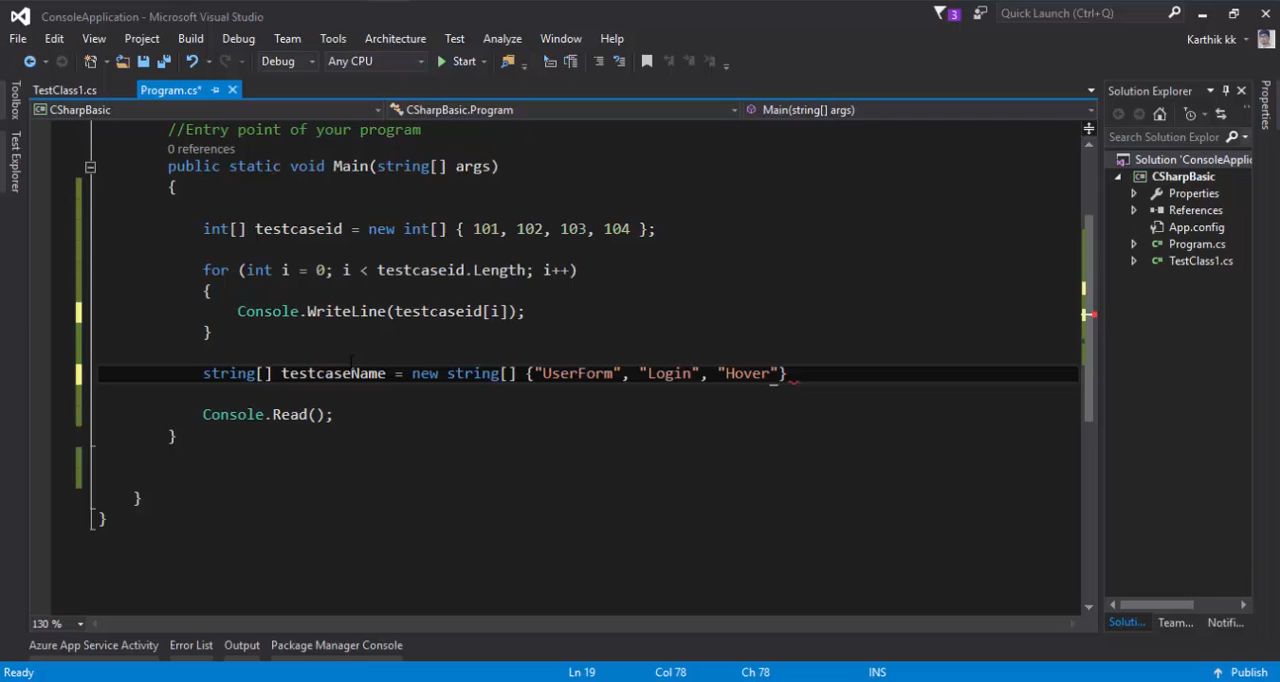 ConsoleApplication - Microsoft Visual Studio
3
Quick Launch (Ctrl+Q)
File Edit View Project Build Debug Team Tools Architecture Test Analyze Window Help
Karthik kk
Debug Any CPU Start
TestClass1.cs Program.cs*
CSharpBasic CSharpBasic.Program Main(string[] args)
Toolbox
Test Explorer
//Entry point of your program
0 references
public static void Main(string[] args)
{
int[] testcaseid = new int[] { 101, 102, 103, 104 };
for (int i = 0; i < testcaseid.Length; i++)
{
Console.WriteLine(testcaseid[i]);
}
string[] testcaseName = new string[] {"UserForm", "Login", "Hover"}
Console.Read();
}
}
}
130 %
Solution Explorer
Search Solution Explor
Solution 'ConsoleApplic
CSharpBasic
Properties
References
App.config
Program.cs
TestClass1.cs
Soluti... Team... Notifi...
Properties
Azure App Service Activity Error List Output Package Manager Console
Ready Ln 19 Col 78 Ch 78 INS Publish